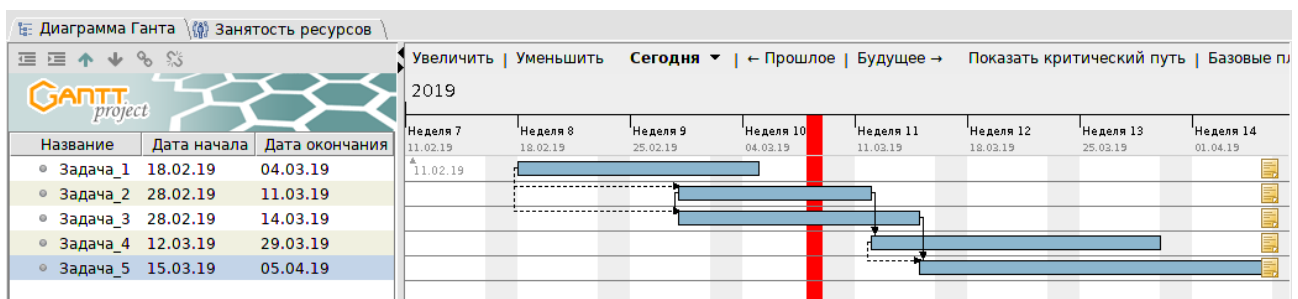 Диаграмма Ганта Занятость ресурсов
Увеличить | Уменьшить Сегодня ▼ | ← Прошлое | Будущее → Показать критический путь | Базовые пл
GANTT project
2019
Неделя 7 Неделя 8 Неделя 9 Неделя 10 Неделя 11 Неделя 12 Неделя 13 Неделя 14
11.02.19 18.02.19 25.02.19 04.03.19 11.03.19 18.03.19 25.03.19 01.04.19
Название Дата начала Дата окончания
Задача_1 18.02.19 04.03.19 11.02.19
Задача_2 28.02.19 11.03.19
Задача_3 28.02.19 14.03.19
Задача_4 12.03.19 29.03.19
Задача_5 15.03.19 05.04.19